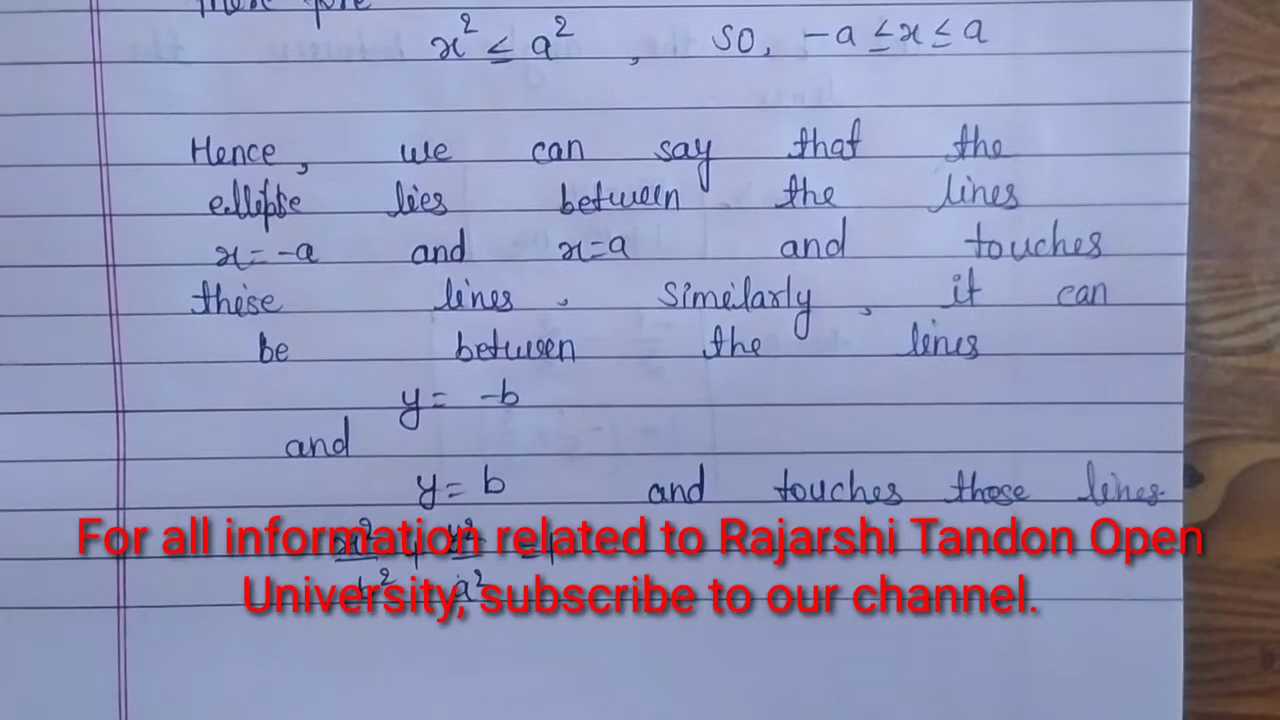 x² ≤ a² , so, -a ≤ x ≤ a
Hence, we can say that the
ellipse lies between the lines
x = -a and x = a and touches
these lines. Similarly, it can
be between the lines
y = -b
and
y = b and touches those lines
For all information related to Rajarshi Tandon Open
University, subscribe to our channel.